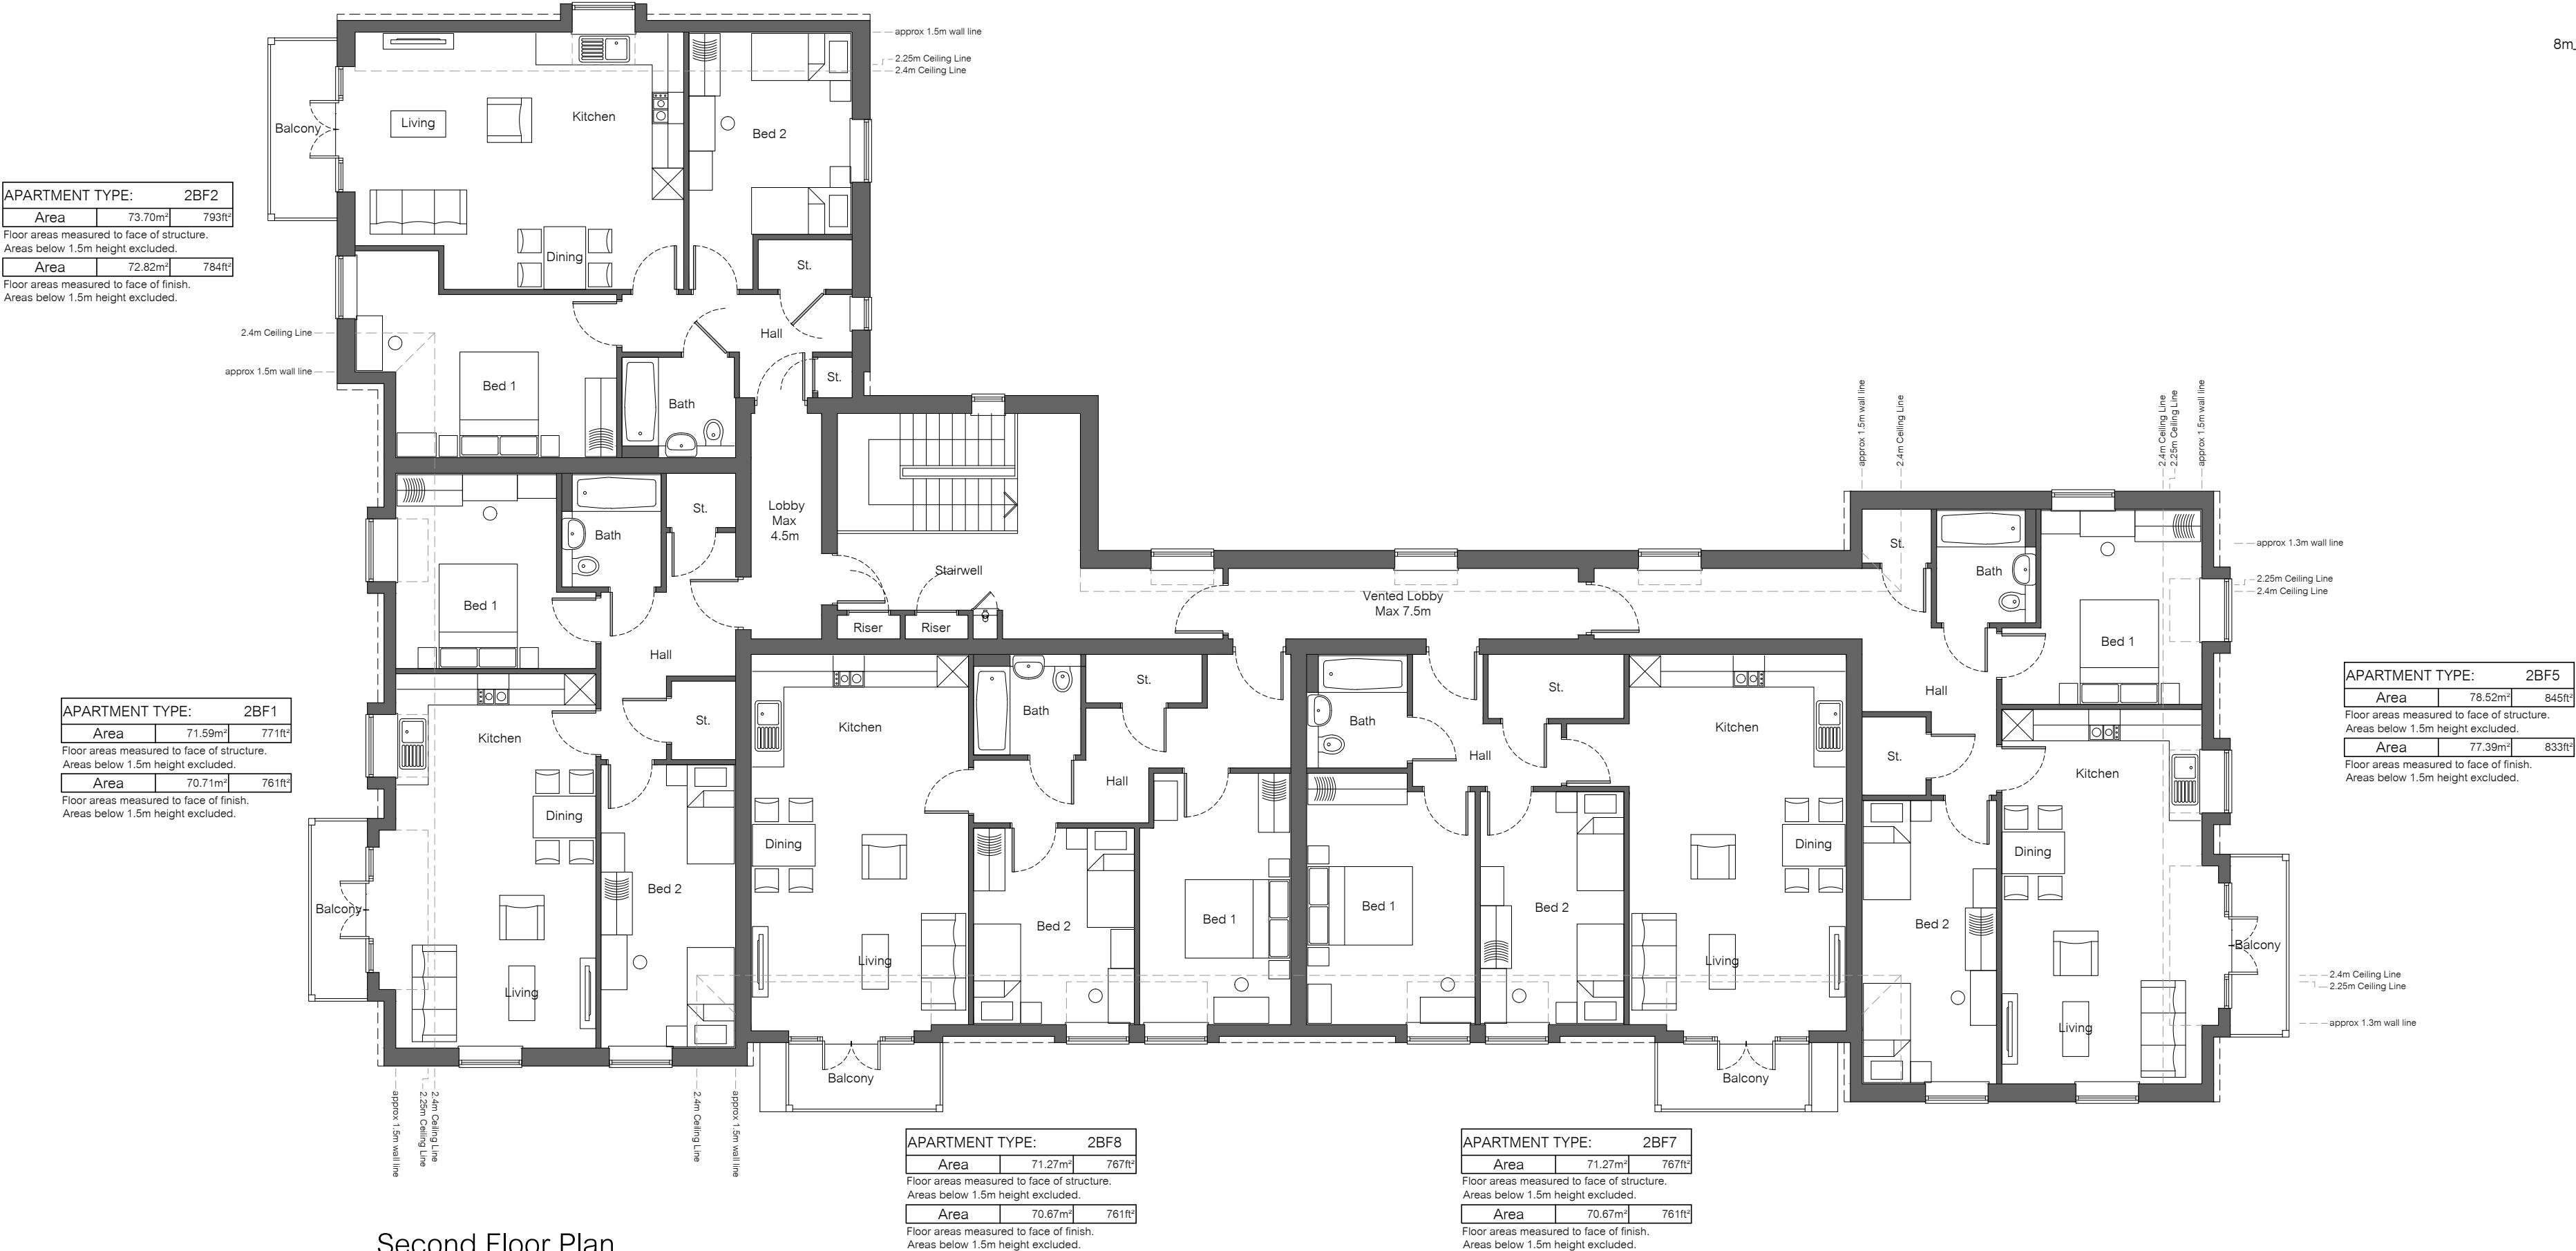 approx 1.5m wall line
8m
2.25m Ceiling Line
2.4m Ceiling Line
Balcony
Living
Kitchen
Bed 2
APARTMENT TYPE: 2BF2
Area 73.70m² 793ft²
Floor areas measured to face of structure.
Areas below 1.5m height excluded.
Area 72.82m² 784ft²
Floor areas measured to face of finish.
Areas below 1.5m height excluded.
Dining
St.
2.4m Ceiling Line
Hall
approx 1.5m wall line
Bed 1
St.
Bath
approx 1.5m wall line
2.4m Ceiling Line
2.4m Ceiling Line
2.25m Ceiling Line
approx 1.5m wall line
Bath
St.
Lobby
Max
4.5m
Stairwell
Bed 1
Riser
Riser
Vented Lobby
Max 7.5m
St.
Bath
approx 1.3m wall line
2.25m Ceiling Line
2.4m Ceiling Line
Bed 1
Hall
Hall
APARTMENT TYPE: 2BF1
Area 71.59m² 771ft²
Floor areas measured to face of structure.
Areas below 1.5m height excluded.
Area 70.71m² 761ft²
Floor areas measured to face of finish.
Areas below 1.5m height excluded.
Kitchen
St.
Dining
Balcony
Bed 2
Living
Kitchen
Bath
St.
Hall
Dining
Living
Bed 2
Bed 1
Balcony
Bath
St.
Hall
Kitchen
Bed 1
Bed 2
Dining
Living
Balcony
St.
Kitchen
Dining
Bed 2
Living
Balcony
APARTMENT TYPE: 2BF5
Area 78.52m² 845ft²
Floor areas measured to face of structure.
Areas below 1.5m height excluded.
Area 77.39m² 833ft²
Floor areas measured to face of finish.
Areas below 1.5m height excluded.
2.4m Ceiling Line
2.25m Ceiling Line
approx 1.3m wall line
approx 1.5m wall line
2.25m Ceiling Line
2.4m Ceiling Line
2.4m Ceiling Line
approx 1.5m wall line
APARTMENT TYPE: 2BF8
Area 71.27m² 767ft²
Floor areas measured to face of structure.
Areas below 1.5m height excluded.
Area 70.67m² 761ft²
Floor areas measured to face of finish.
Areas below 1.5m height excluded.
APARTMENT TYPE: 2BF7
Area 71.27m² 767ft²
Floor areas measured to face of structure.
Areas below 1.5m height excluded.
Area 70.67m² 761ft²
Floor areas measured to face of finish.
Areas below 1.5m height excluded.
Second Floor Plan